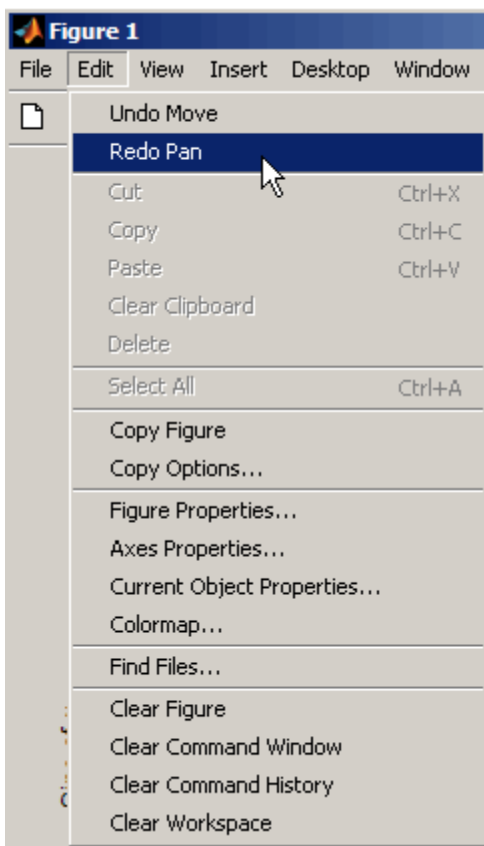 Figure 1
File Edit View Insert Desktop Window
Undo Move
Redo Pan
Cut Ctrl+X
Copy Ctrl+C
Paste Ctrl+V
Clear Clipboard
Delete
Select All Ctrl+A
Copy Figure
Copy Options...
Figure Properties...
Axes Properties...
Current Object Properties...
Colormap...
Find Files...
Clear Figure
Clear Command Window
Clear Command History
Clear Workspace